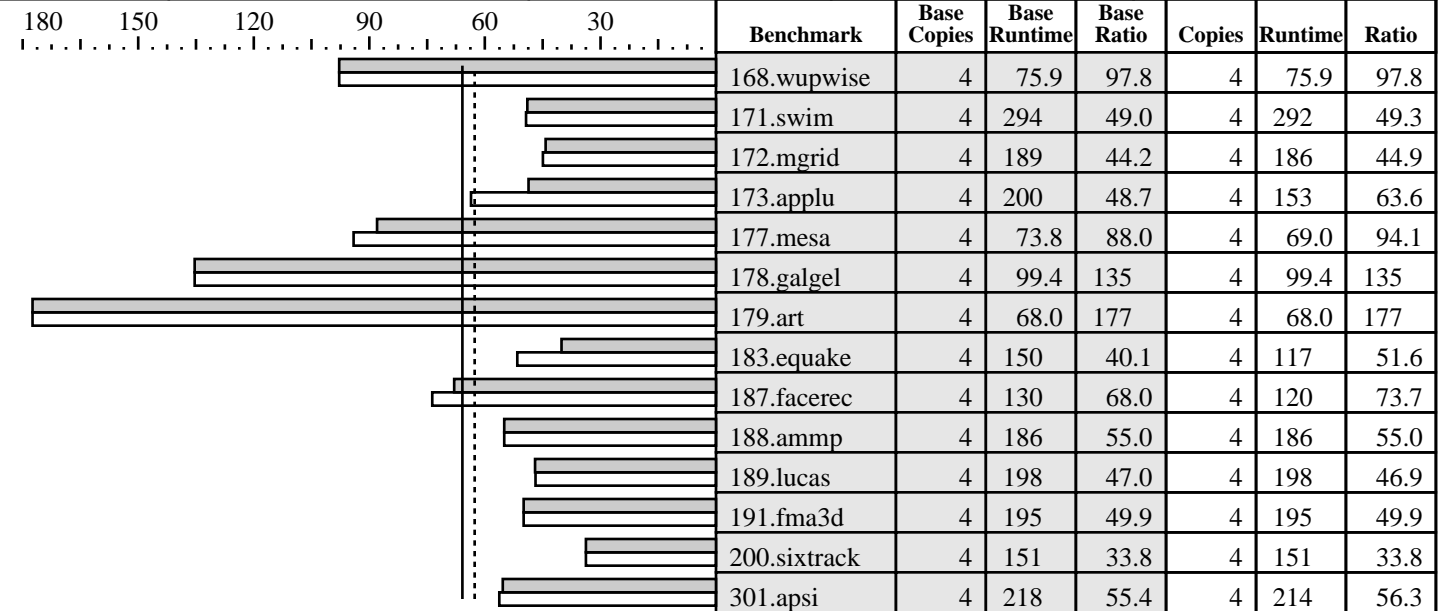 180 150 120 90 60 30
Benchmark Base Copies Base Runtime Base Ratio Copies Runtime Ratio
168.wupwise 4 75.9 97.8 4 75.9 97.8
171.swim 4 294 49.0 4 292 49.3
172.mgrid 4 189 44.2 4 186 44.9
173.applu 4 200 48.7 4 153 63.6
177.mesa 4 73.8 88.0 4 69.0 94.1
178.galgel 4 99.4 135 4 99.4 135
179.art 4 68.0 177 4 68.0 177
183.equake 4 150 40.1 4 117 51.6
187.facerec 4 130 68.0 4 120 73.7
188.ammp 4 186 55.0 4 186 55.0
189.lucas 4 198 47.0 4 198 46.9
191.fma3d 4 195 49.9 4 195 49.9
200.sixtrack 4 151 33.8 4 151 33.8
301.apsi 4 218 55.4 4 214 56.3